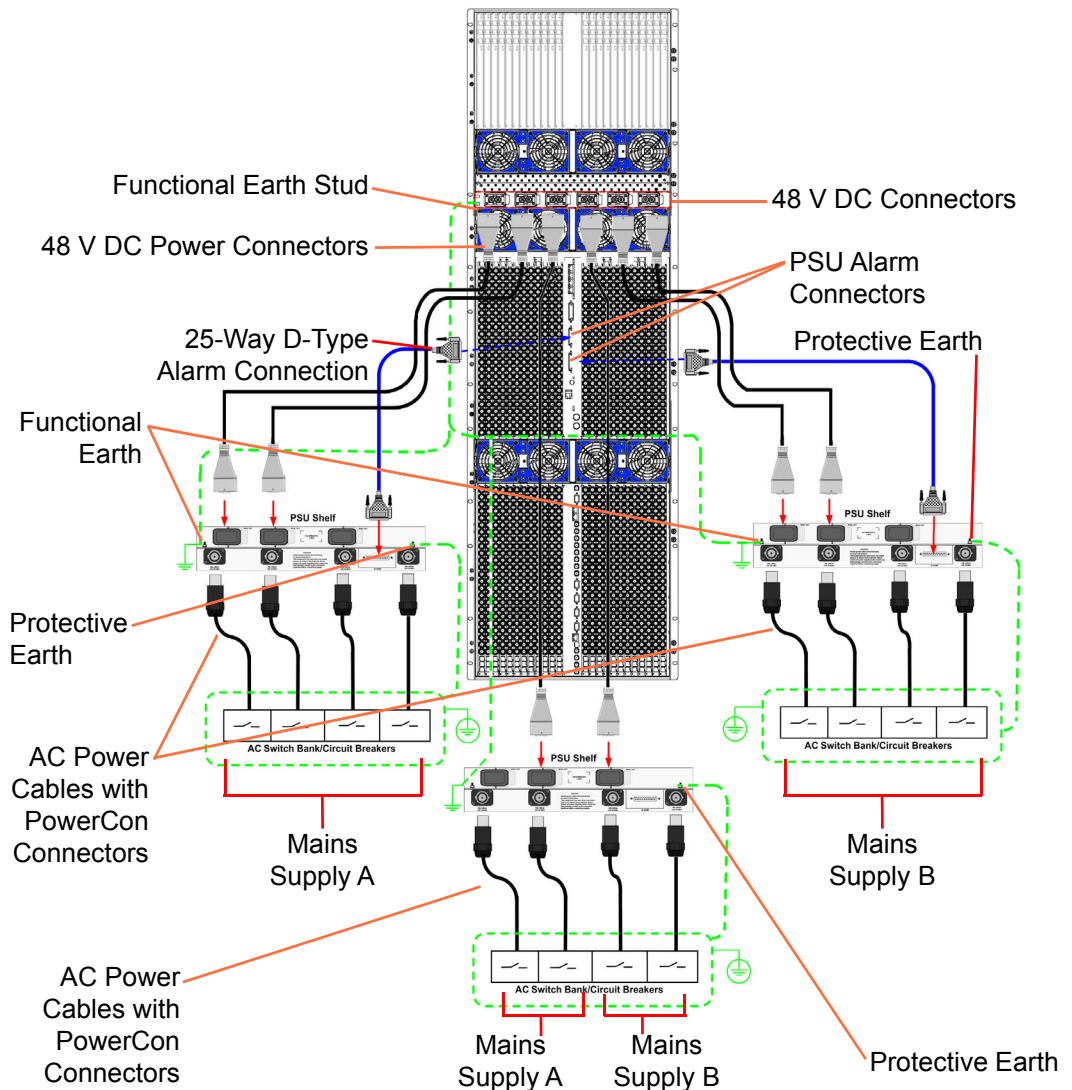 Functional Earth Stud
48 V DC Connectors
48 V DC Power Connectors
PSU Alarm
Connectors
25-Way D-Type
Alarm Connection
Protective Earth
Functional
Earth
PSU Shelf
PSU Shelf
Protective
Earth
AC Switch Bank/Circuit Breakers
AC Switch Bank/Circuit Breakers
AC Power
Cables with
PowerCon
Connectors
Mains
Supply A
PSU Shelf
Mains
Supply B
AC Power
Cables with
PowerCon
Connectors
AC Switch Bank/Circuit Breakers
Mains
Supply A
Mains
Supply B
Protective Earth